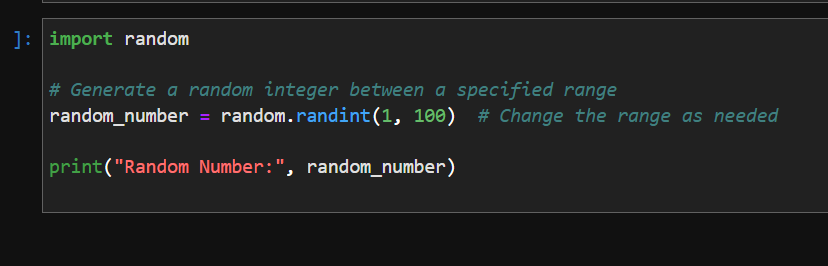 ]:
import random
# Generate a random integer between a specified range
random_number = random.randint(1, 100)  # Change the range as needed
print("Random Number:", random_number)